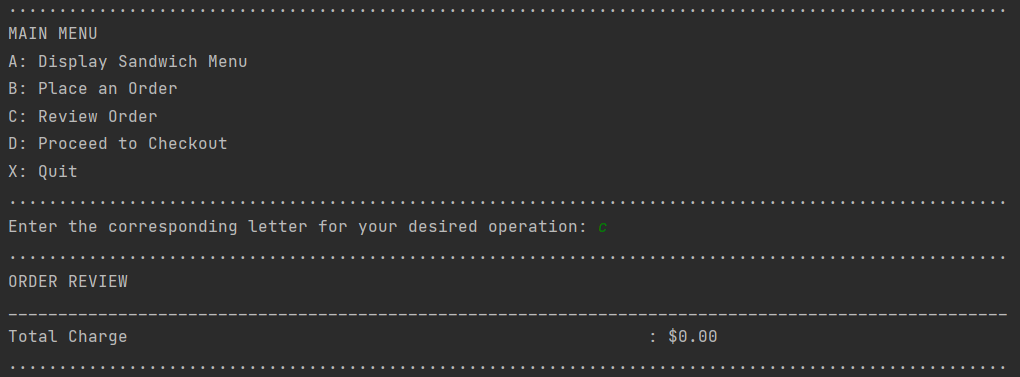 ....................................................................................................
MAIN MENU
A: Display Sandwich Menu
B: Place an Order
C: Review Order
D: Proceed to Checkout
X: Quit
....................................................................................................
Enter the corresponding letter for your desired operation: c
....................................................................................................
ORDER REVIEW
____________________________________________________________________________________________________
Total Charge                                                    : $0.00
....................................................................................................